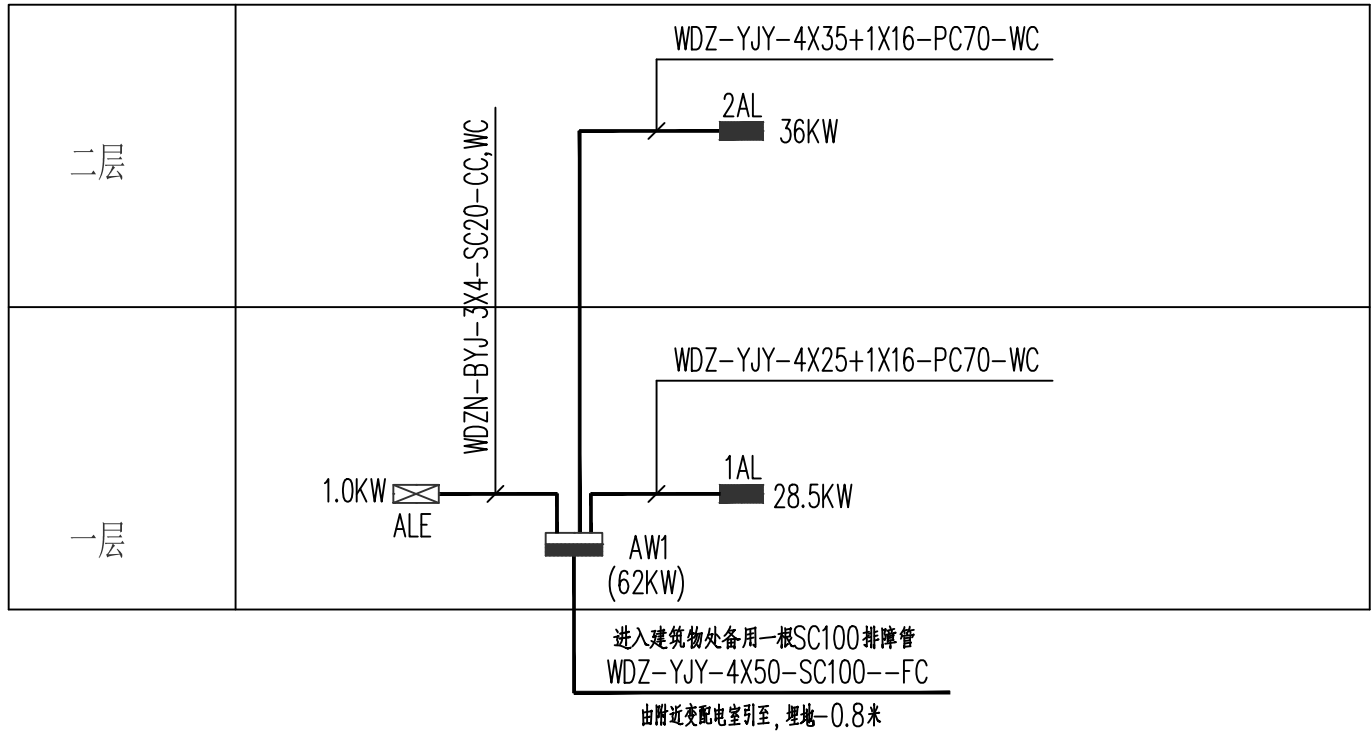 WDZ-YJY-4X35+1X16-PC70-WC
2AL
36KW
二层
WDZN-BYJ-3X4-SC20-CC,WC
WDZ-YJY-4X25+1X16-PC70-WC
1AL
28.5KW
1.0KW
ALE
一层
AW1
(62KW)
进入建筑物处备用一根SC100排障管
WDZ-YJY-4X50-SC100--FC
由附近变配电室引至,埋地-0.8米